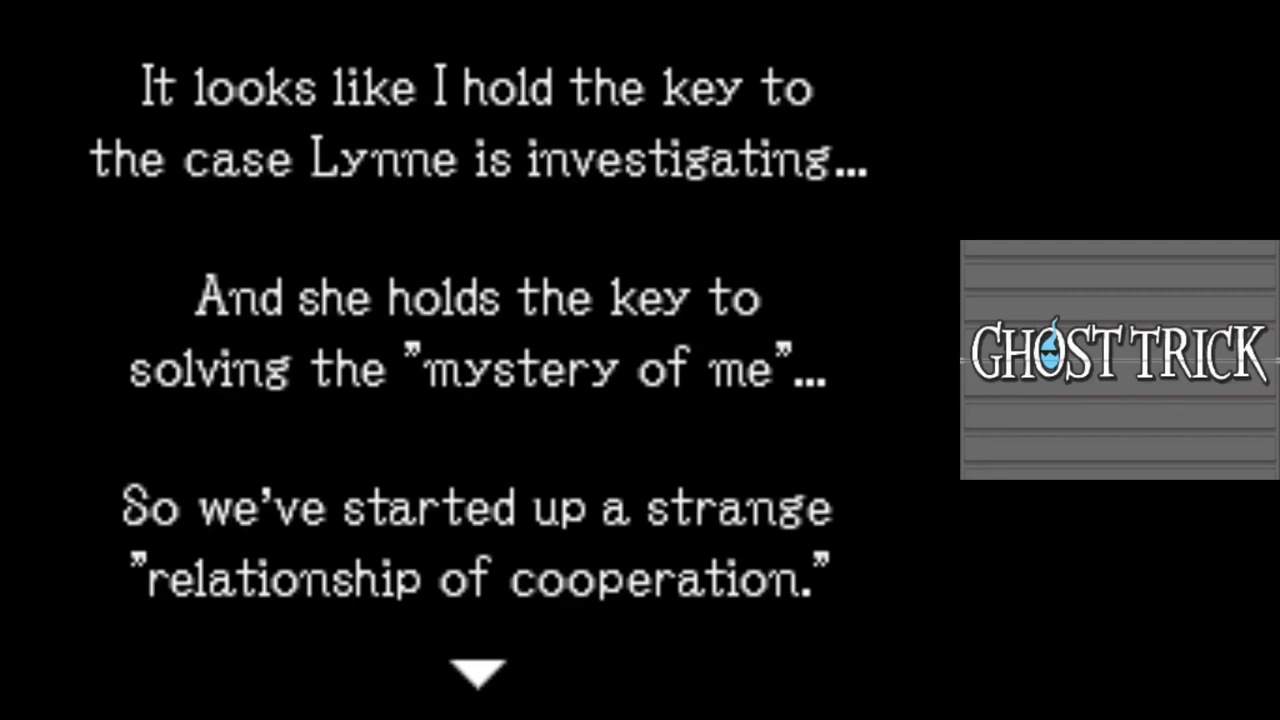 It looks like I hold the key to
the case Lynne is investigating...
And she holds the key to
solving the "mystery of me"...
So we've started up a strange
"relationship of cooperation."
GHOST TRICK